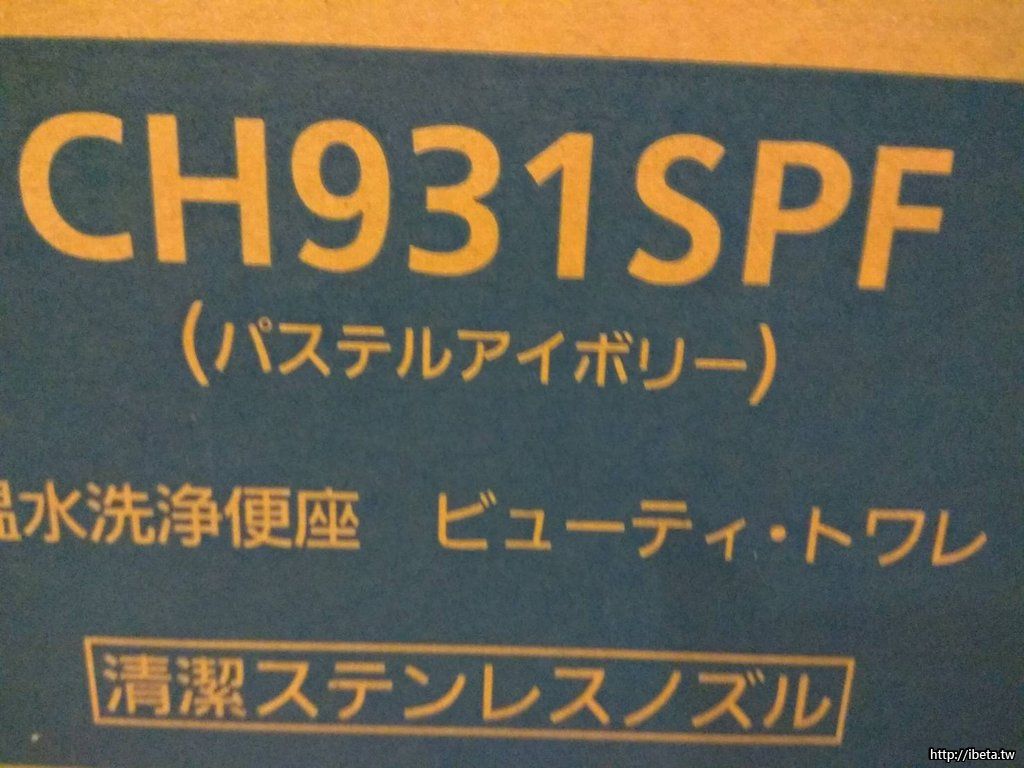 CH931SPF
(パステルアイボリー)
温水洗浄便座 ビューティ・トワレ
清潔ステンレスノズル
http://ibeta.tw